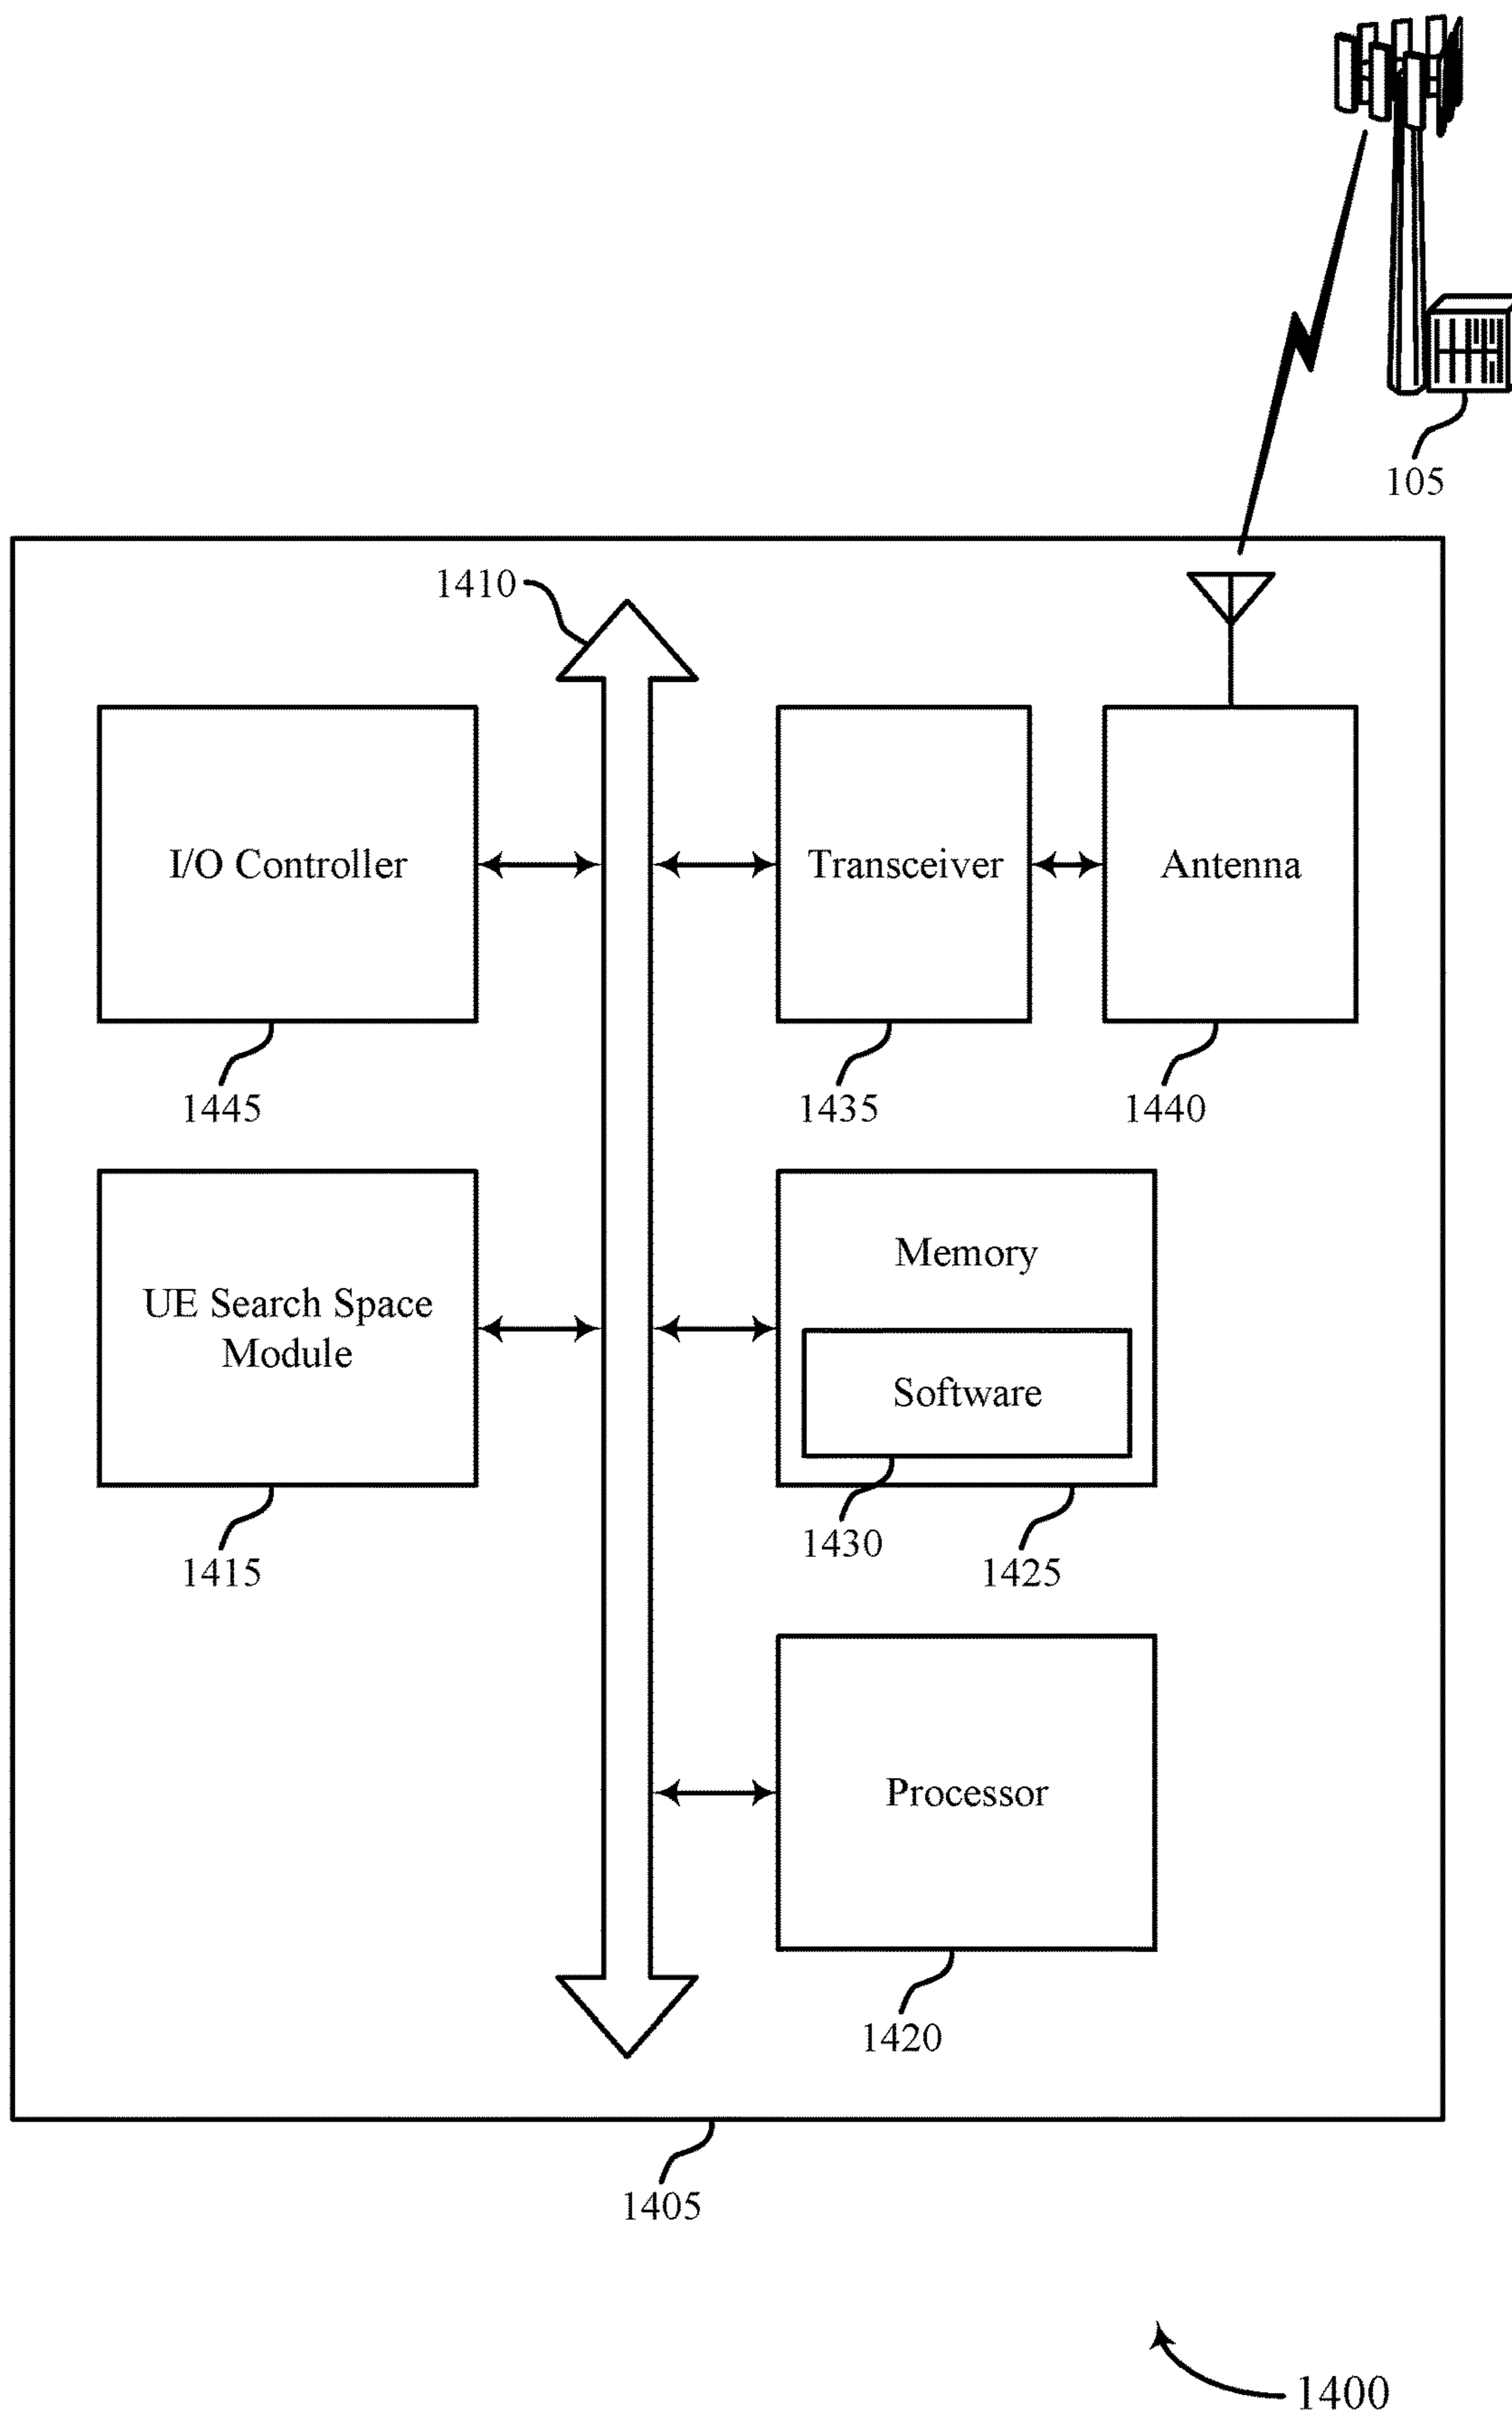 105
1410
I/O Controller
Transceiver
Antenna
1445
1435
1440
UE Search Space
Module
Memory
Software
1415
1430
1425
Processor
1420
1405
1400